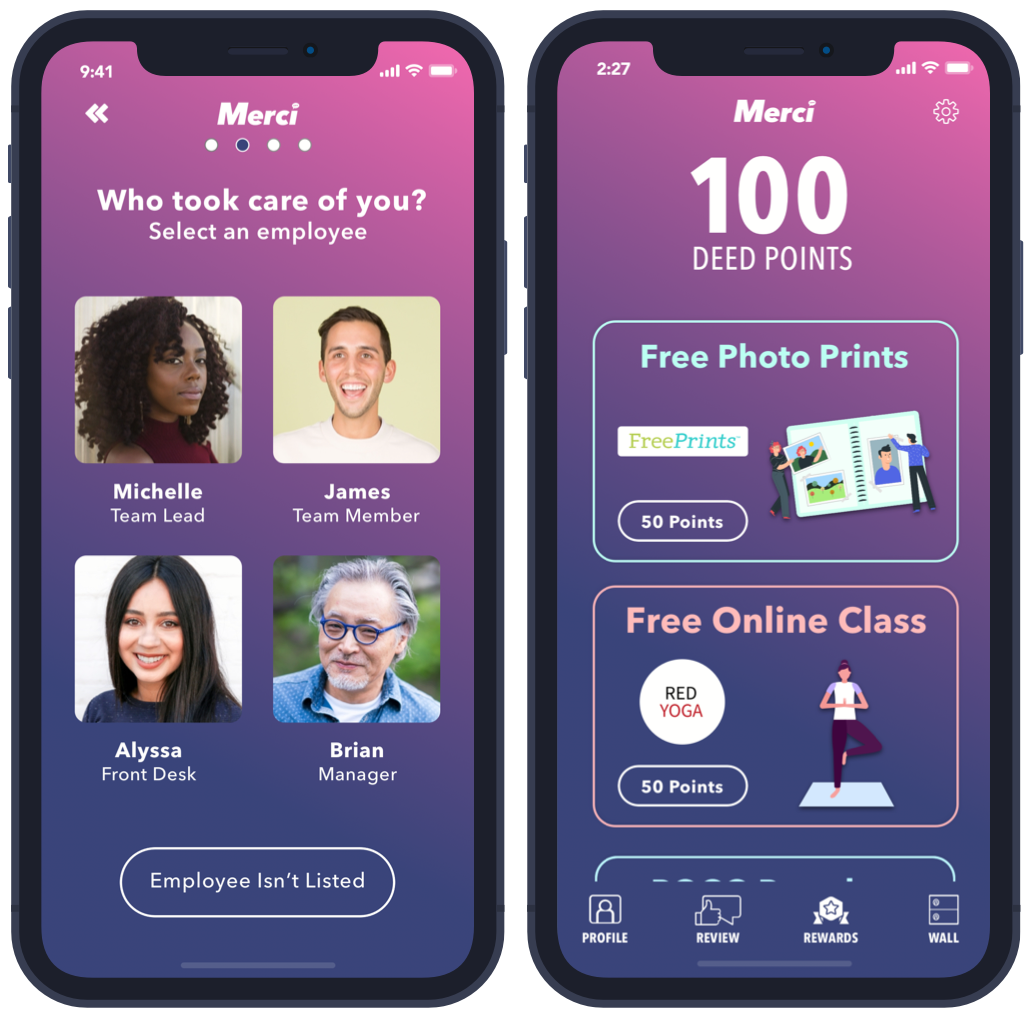 9:41
Merci
Who took care of you?
Select an employee
Michelle
Team Lead
James
Team Member
Alyssa
Front Desk
Brian
Manager
Employee Isn’t Listed
2:27
Merci
100
DEED POINTS
Free Photo Prints
FreePrints
50 Points
Free Online Class
RED
YOGA
50 Points
PROFILE
REVIEW
REWARDS
WALL